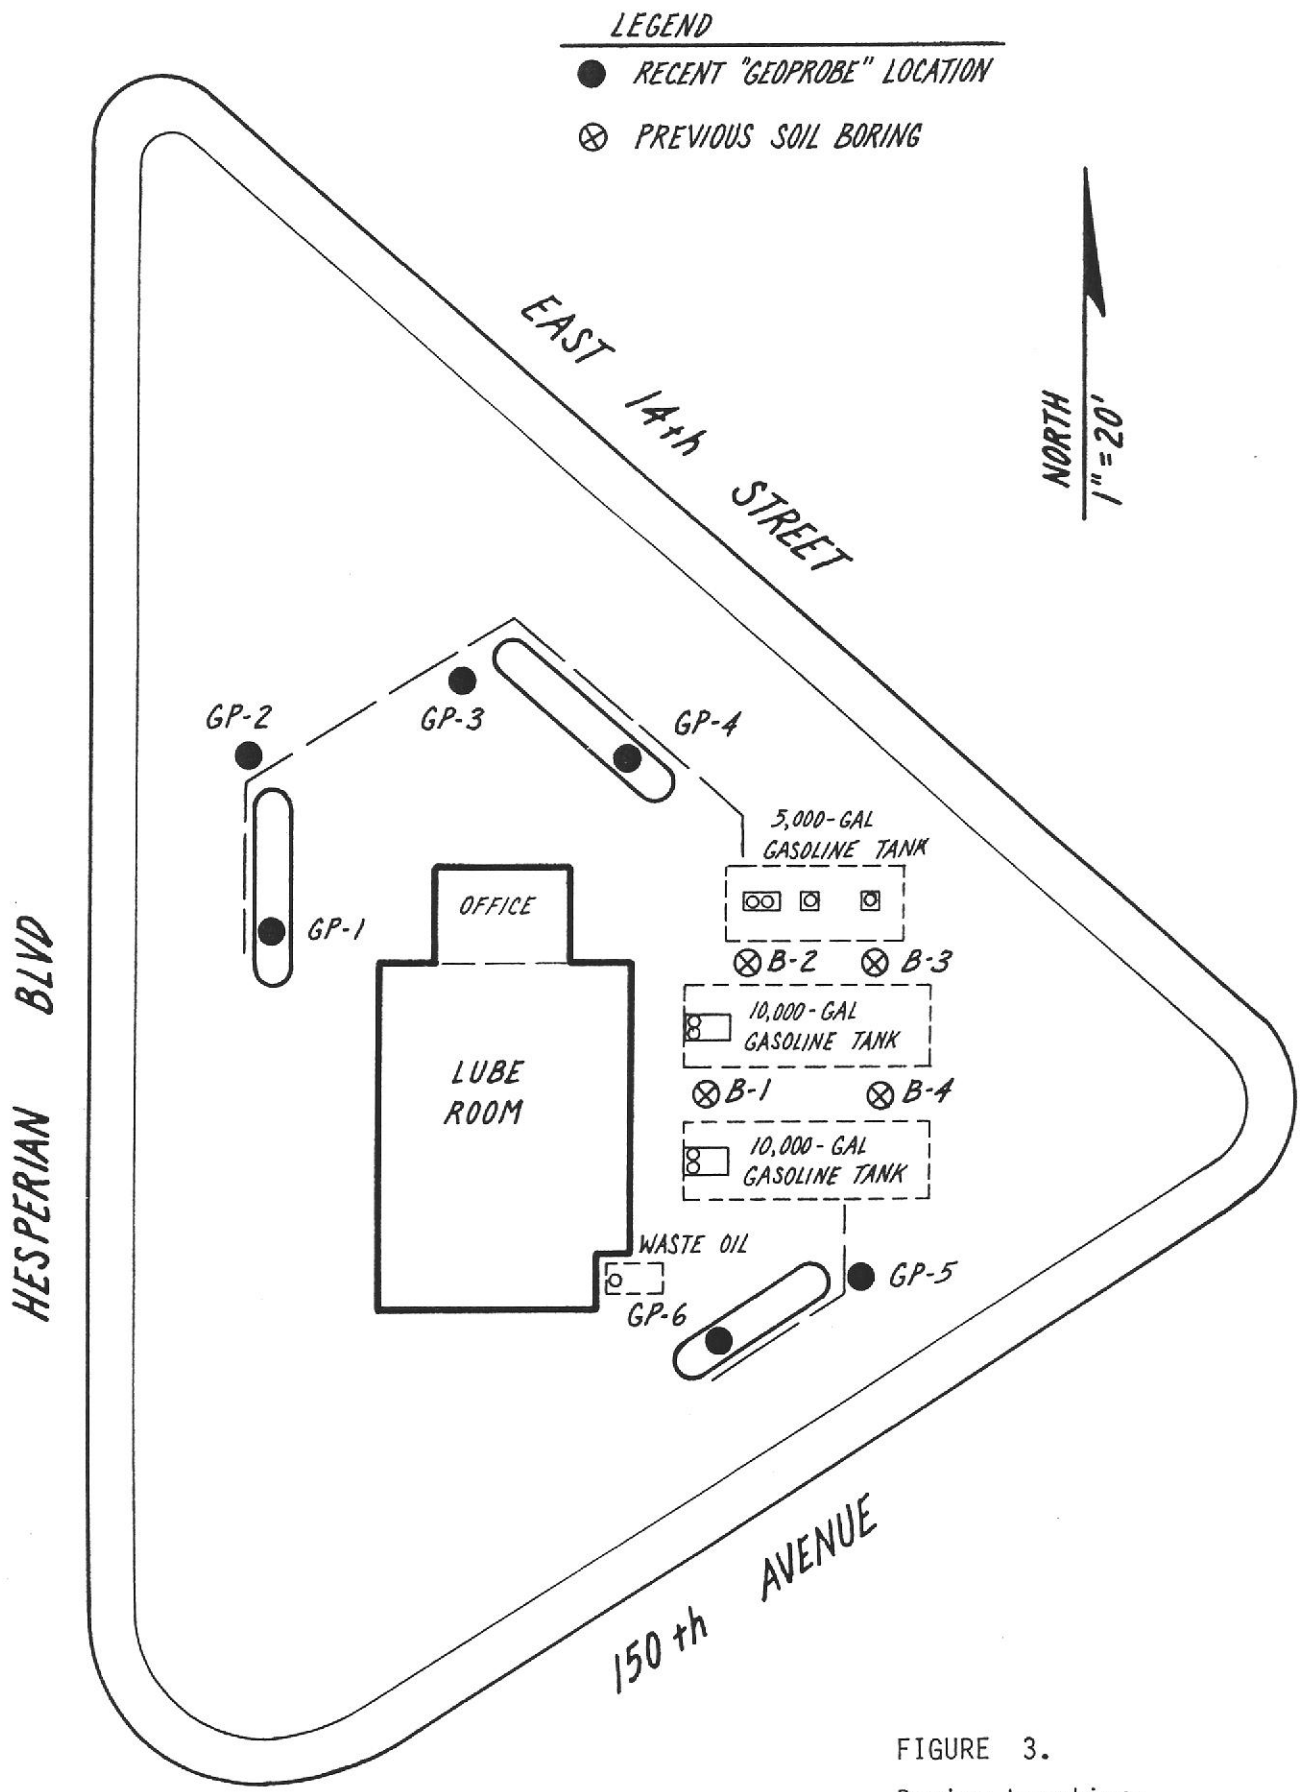 LEGEND
RECENT "GEOPROBE" LOCATION
PREVIOUS SOIL BORING
EAST 14th STREET
NORTH
1"=20'
GP-2
GP-3
GP-4
5,000-GAL
GASOLINE TANK
OFFICE
GP-1
B-2
B-3
10,000-GAL
GASOLINE TANK
LUBE
ROOM
B-1
B-4
10,000-GAL
GASOLINE TANK
HESPERIAN BLVD
WASTE OIL
GP-5
GP-6
150th AVENUE
FIGURE 3.